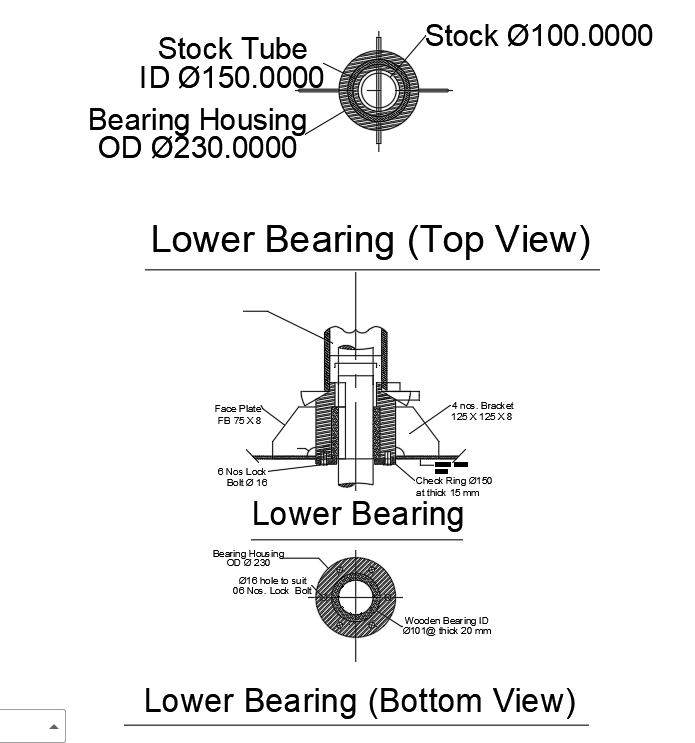 Stock Tube
ID Ø150.0000
Stock Ø100.0000
Bearing Housing
OD Ø230.0000
Lower Bearing (Top View)
Face Plate
FB 75 X 8
4 nos. Bracket
125 X 125 X 8
6 Nos Lock
Bolt Ø 16
Check Ring Ø150
at thick 15 mm
Lower Bearing
Bearing Housing
OD Ø 230
Ø16 hole to suit
06 Nos. Lock Bolt
Wooden Bearing ID
Ø101@ thick 20 mm
Lower Bearing (Bottom View)